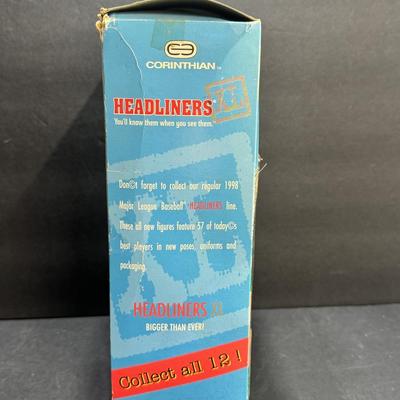 CORINTHIAN™
HEADLINERS XL
You'll know them when you see them.™
Don©t forget to collect our regular 1998
Major League Baseball® HEADLINERS line.
These all new figures feature 57 of today©s
best players in new poses, uniforms and
packaging.
HEADLINERS XL
BIGGER THAN EVER!
Collect all 12!